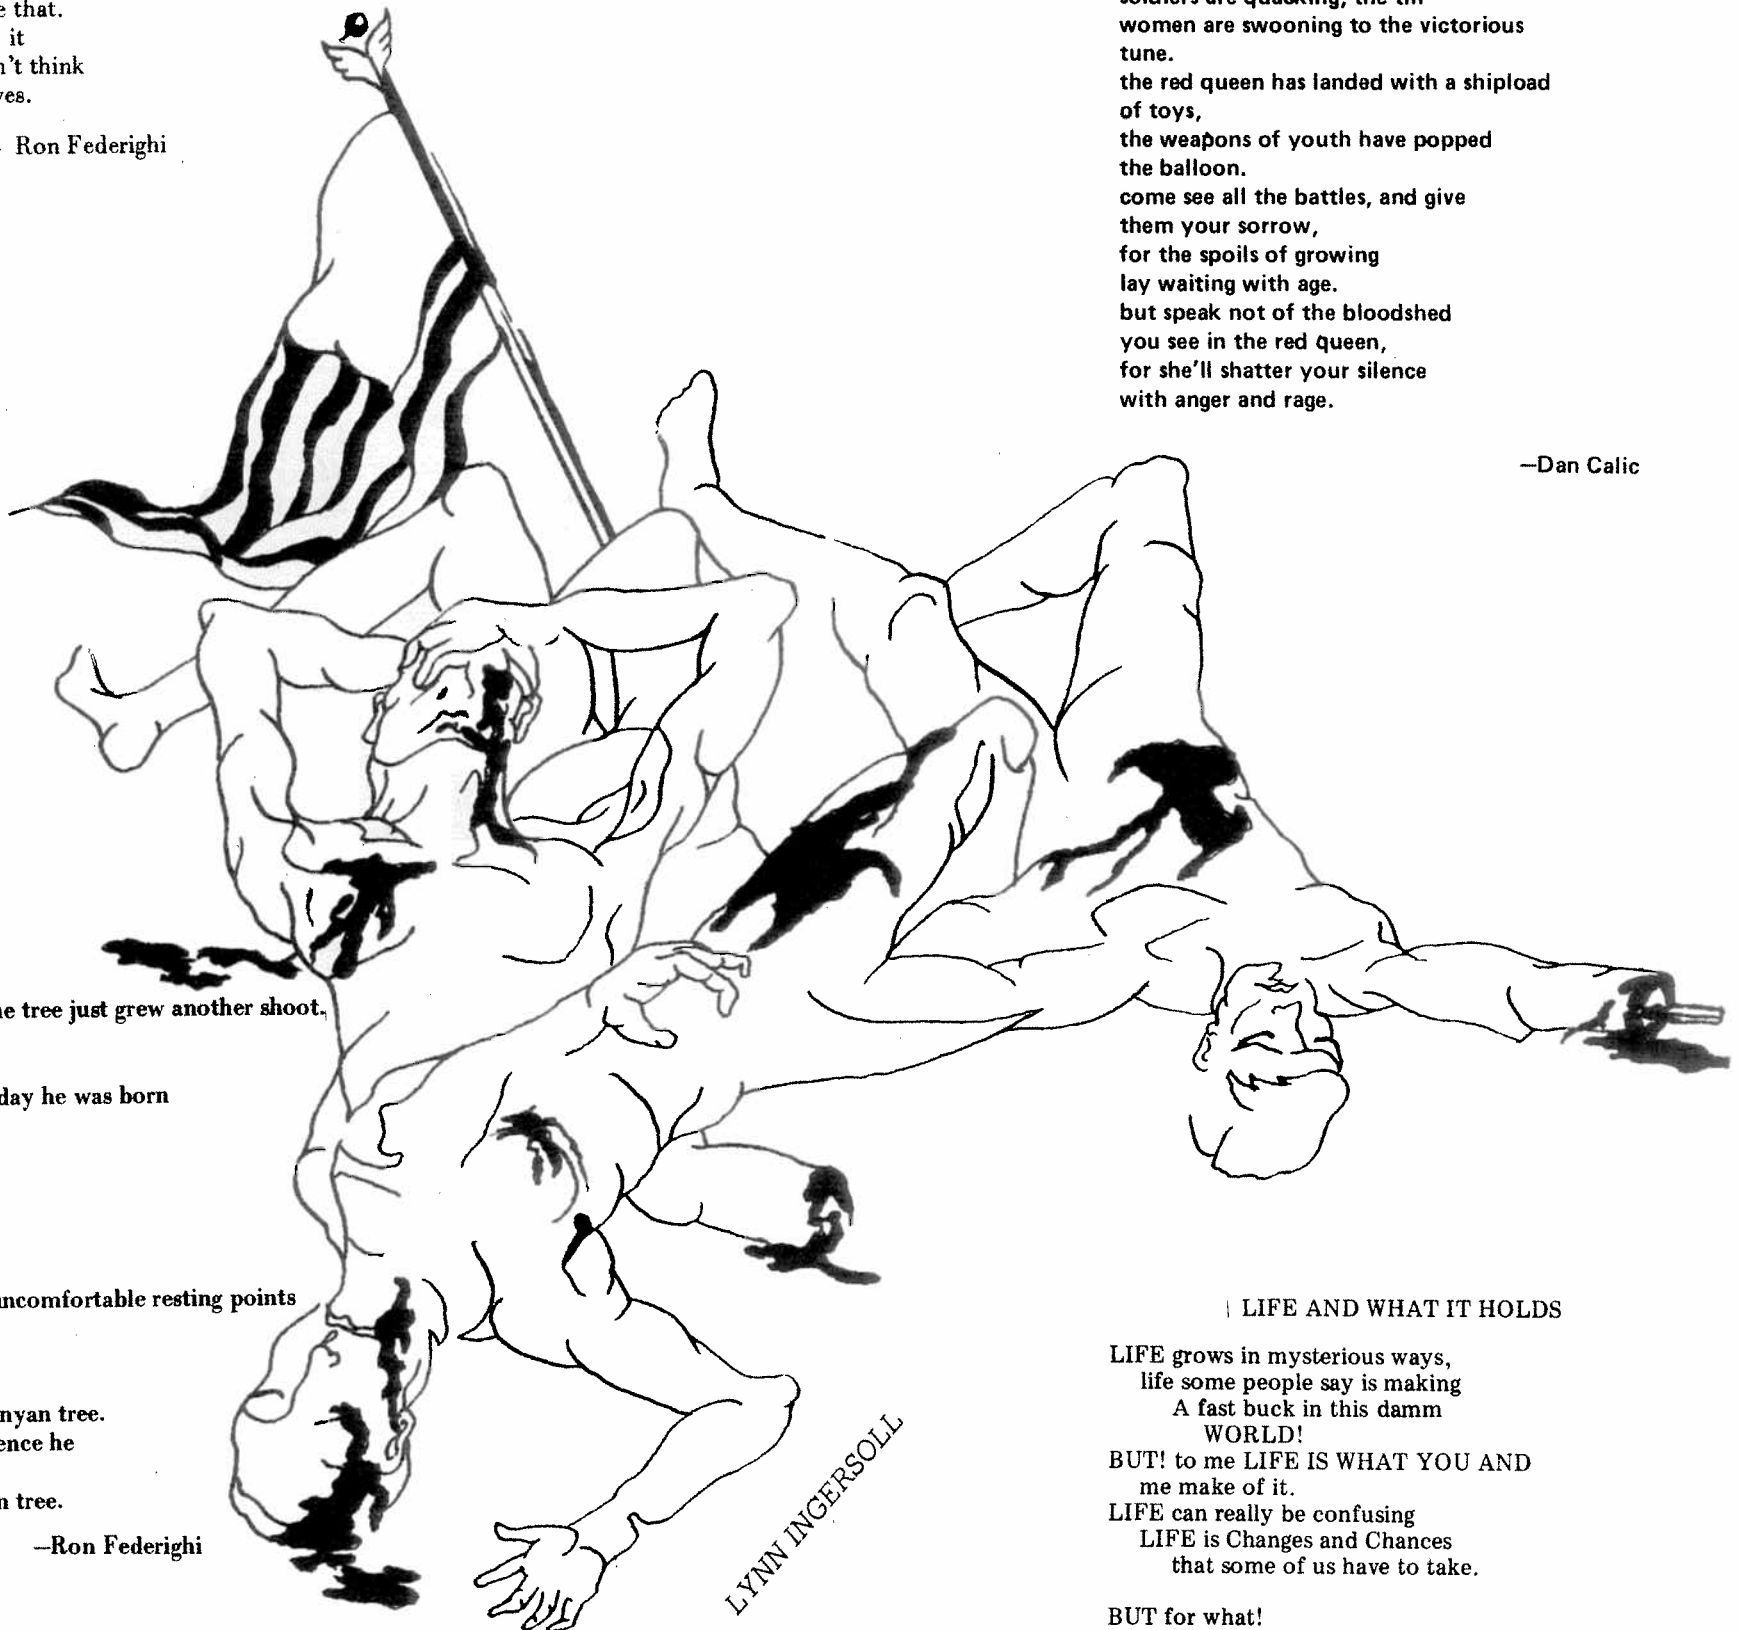 that.
it
think
Ron Federighi
women are swooning to the victorious
tune.
the red queen has landed with a shipload
of toys,
the weapons of youth have popped
the balloon.
come see all the battles, and give
them your sorrow,
for the spoils of growing
lay waiting with age.
but speak not of the bloodshed
you see in the red queen,
for she'll shatter your silence
with anger and rage.
—Dan Calic
tree just grew another shoot.
day he was born
uncomfortable resting points
tree.
he
tree.
—Ron Federighi
LYNN INGERSOLL
LIFE AND WHAT IT HOLDS
LIFE grows in mysterious ways,
life some people say is making
A fast buck in this damm
WORLD!
BUT! to me LIFE IS WHAT YOU AND
me make of it.
LIFE can really be confusing
LIFE is Changes and Chances
that some of us have to take.
BUT for what!